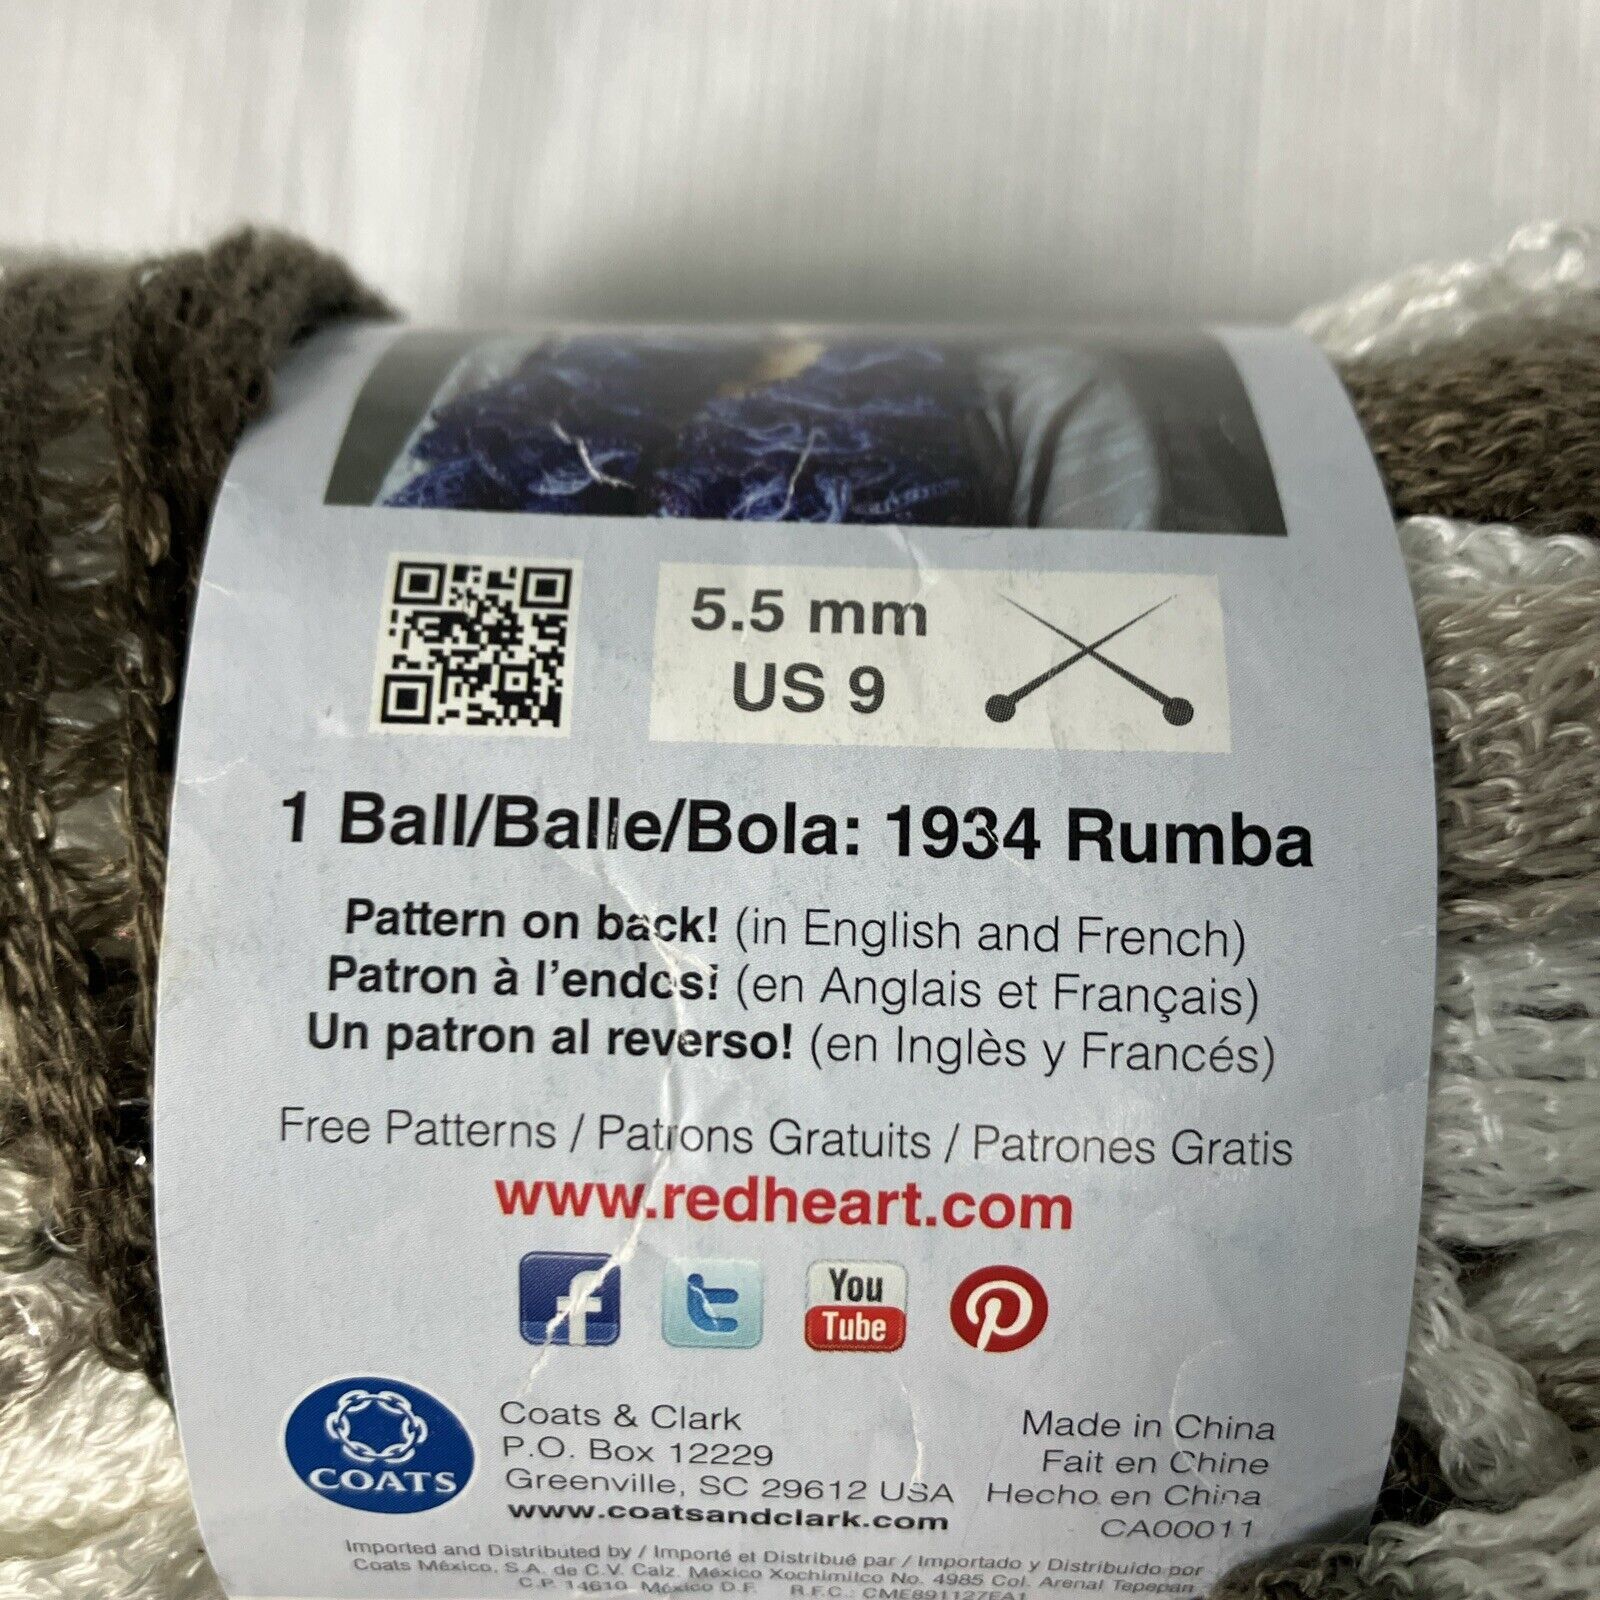 5.5 mm
US 9
1 Ball/Balle/Bola: 1934 Rumba
Pattern on back! (in English and French)
Patron à l'endos! (en Anglais et Français)
Un patron al reverso! (en Inglès y Francés)
Free Patterns / Patrons Gratuits / Patrones Gratis
www.redheart.com
You
Tube
COATS
Coats & Clark
P.O. Box 12229
Greenville, SC 29612 USA
www.coatsandclark.com
Made in China
Fait en Chine
Hecho en China
CA00011
Imported and Distributed by / Importé et Distribué par / Importado y Distribuido por
Coats México, S.A. de C.V. Calz. México Xochimilco No. 4985 Col. Arenal Tepepan
C.P. 14610, México D.F. R.F.C.: CME891127EA1